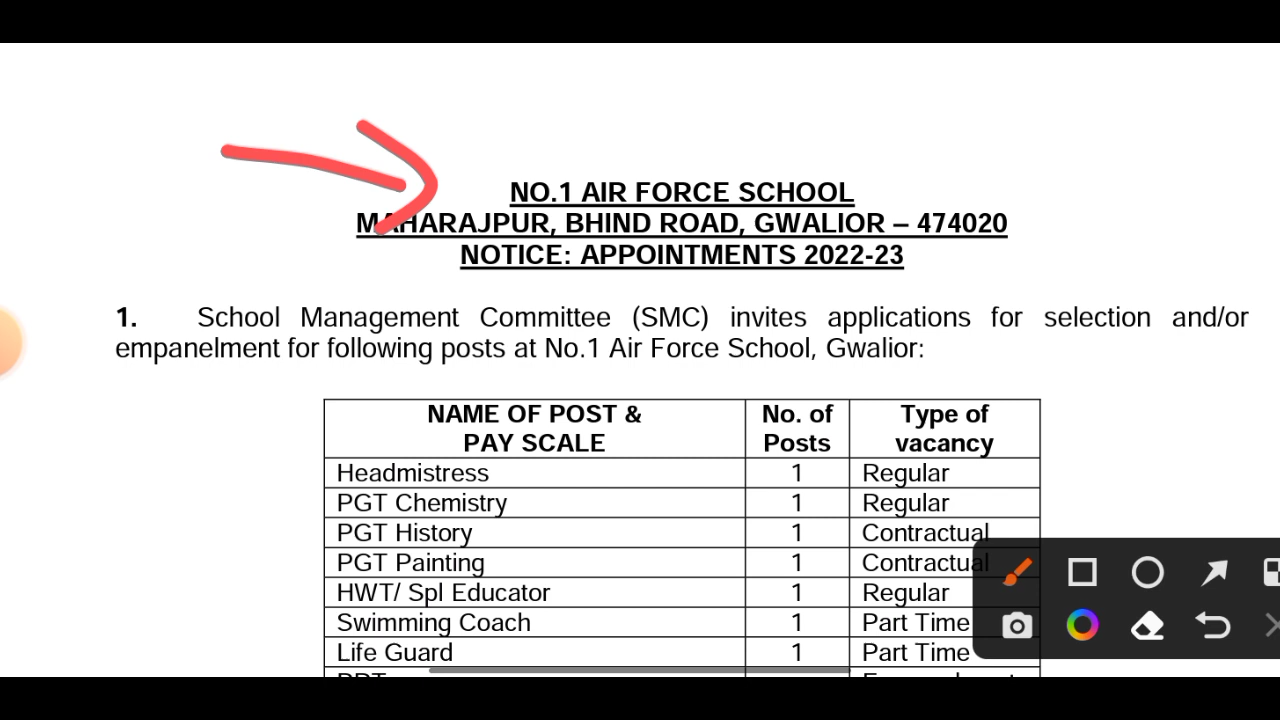 NO.1 AIR FORCE SCHOOL
MAHARAJPUR, BHIND ROAD, GWALIOR – 474020
NOTICE: APPOINTMENTS 2022-23
1. School Management Committee (SMC) invites applications for selection and/or
empanelment for following posts at No.1 Air Force School, Gwalior:
NAME OF POST & No. of Type of
PAY SCALE Posts vacancy
Headmistress 1 Regular
PGT Chemistry 1 Regular
PGT History 1 Contractual
PGT Painting 1 Contractual
HWT/ Spl Educator 1 Regular
Swimming Coach 1 Part Time
Life Guard 1 Part Time